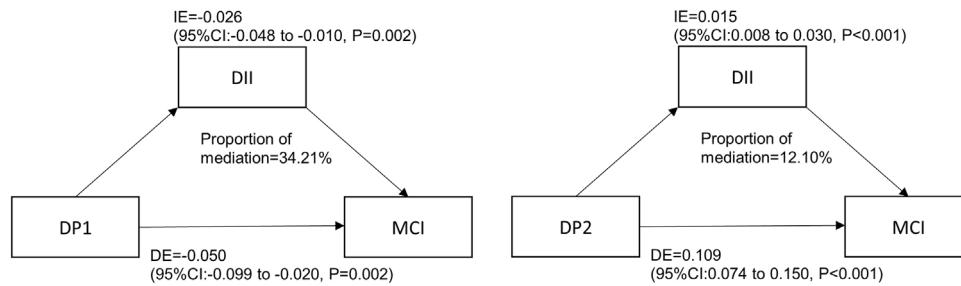 IE=-0.026
(95%CI:-0.048 to -0.010, P=0.002)
DII
Proportion of
mediation=34.21%
DP1
MCI
DE=-0.050
(95%CI:-0.099 to -0.020, P=0.002)
IE=0.015
(95%CI:0.008 to 0.030, P<0.001)
DII
Proportion of
mediation=12.10%
DP2
MCI
DE=0.109
(95%CI:0.074 to 0.150, P<0.001)